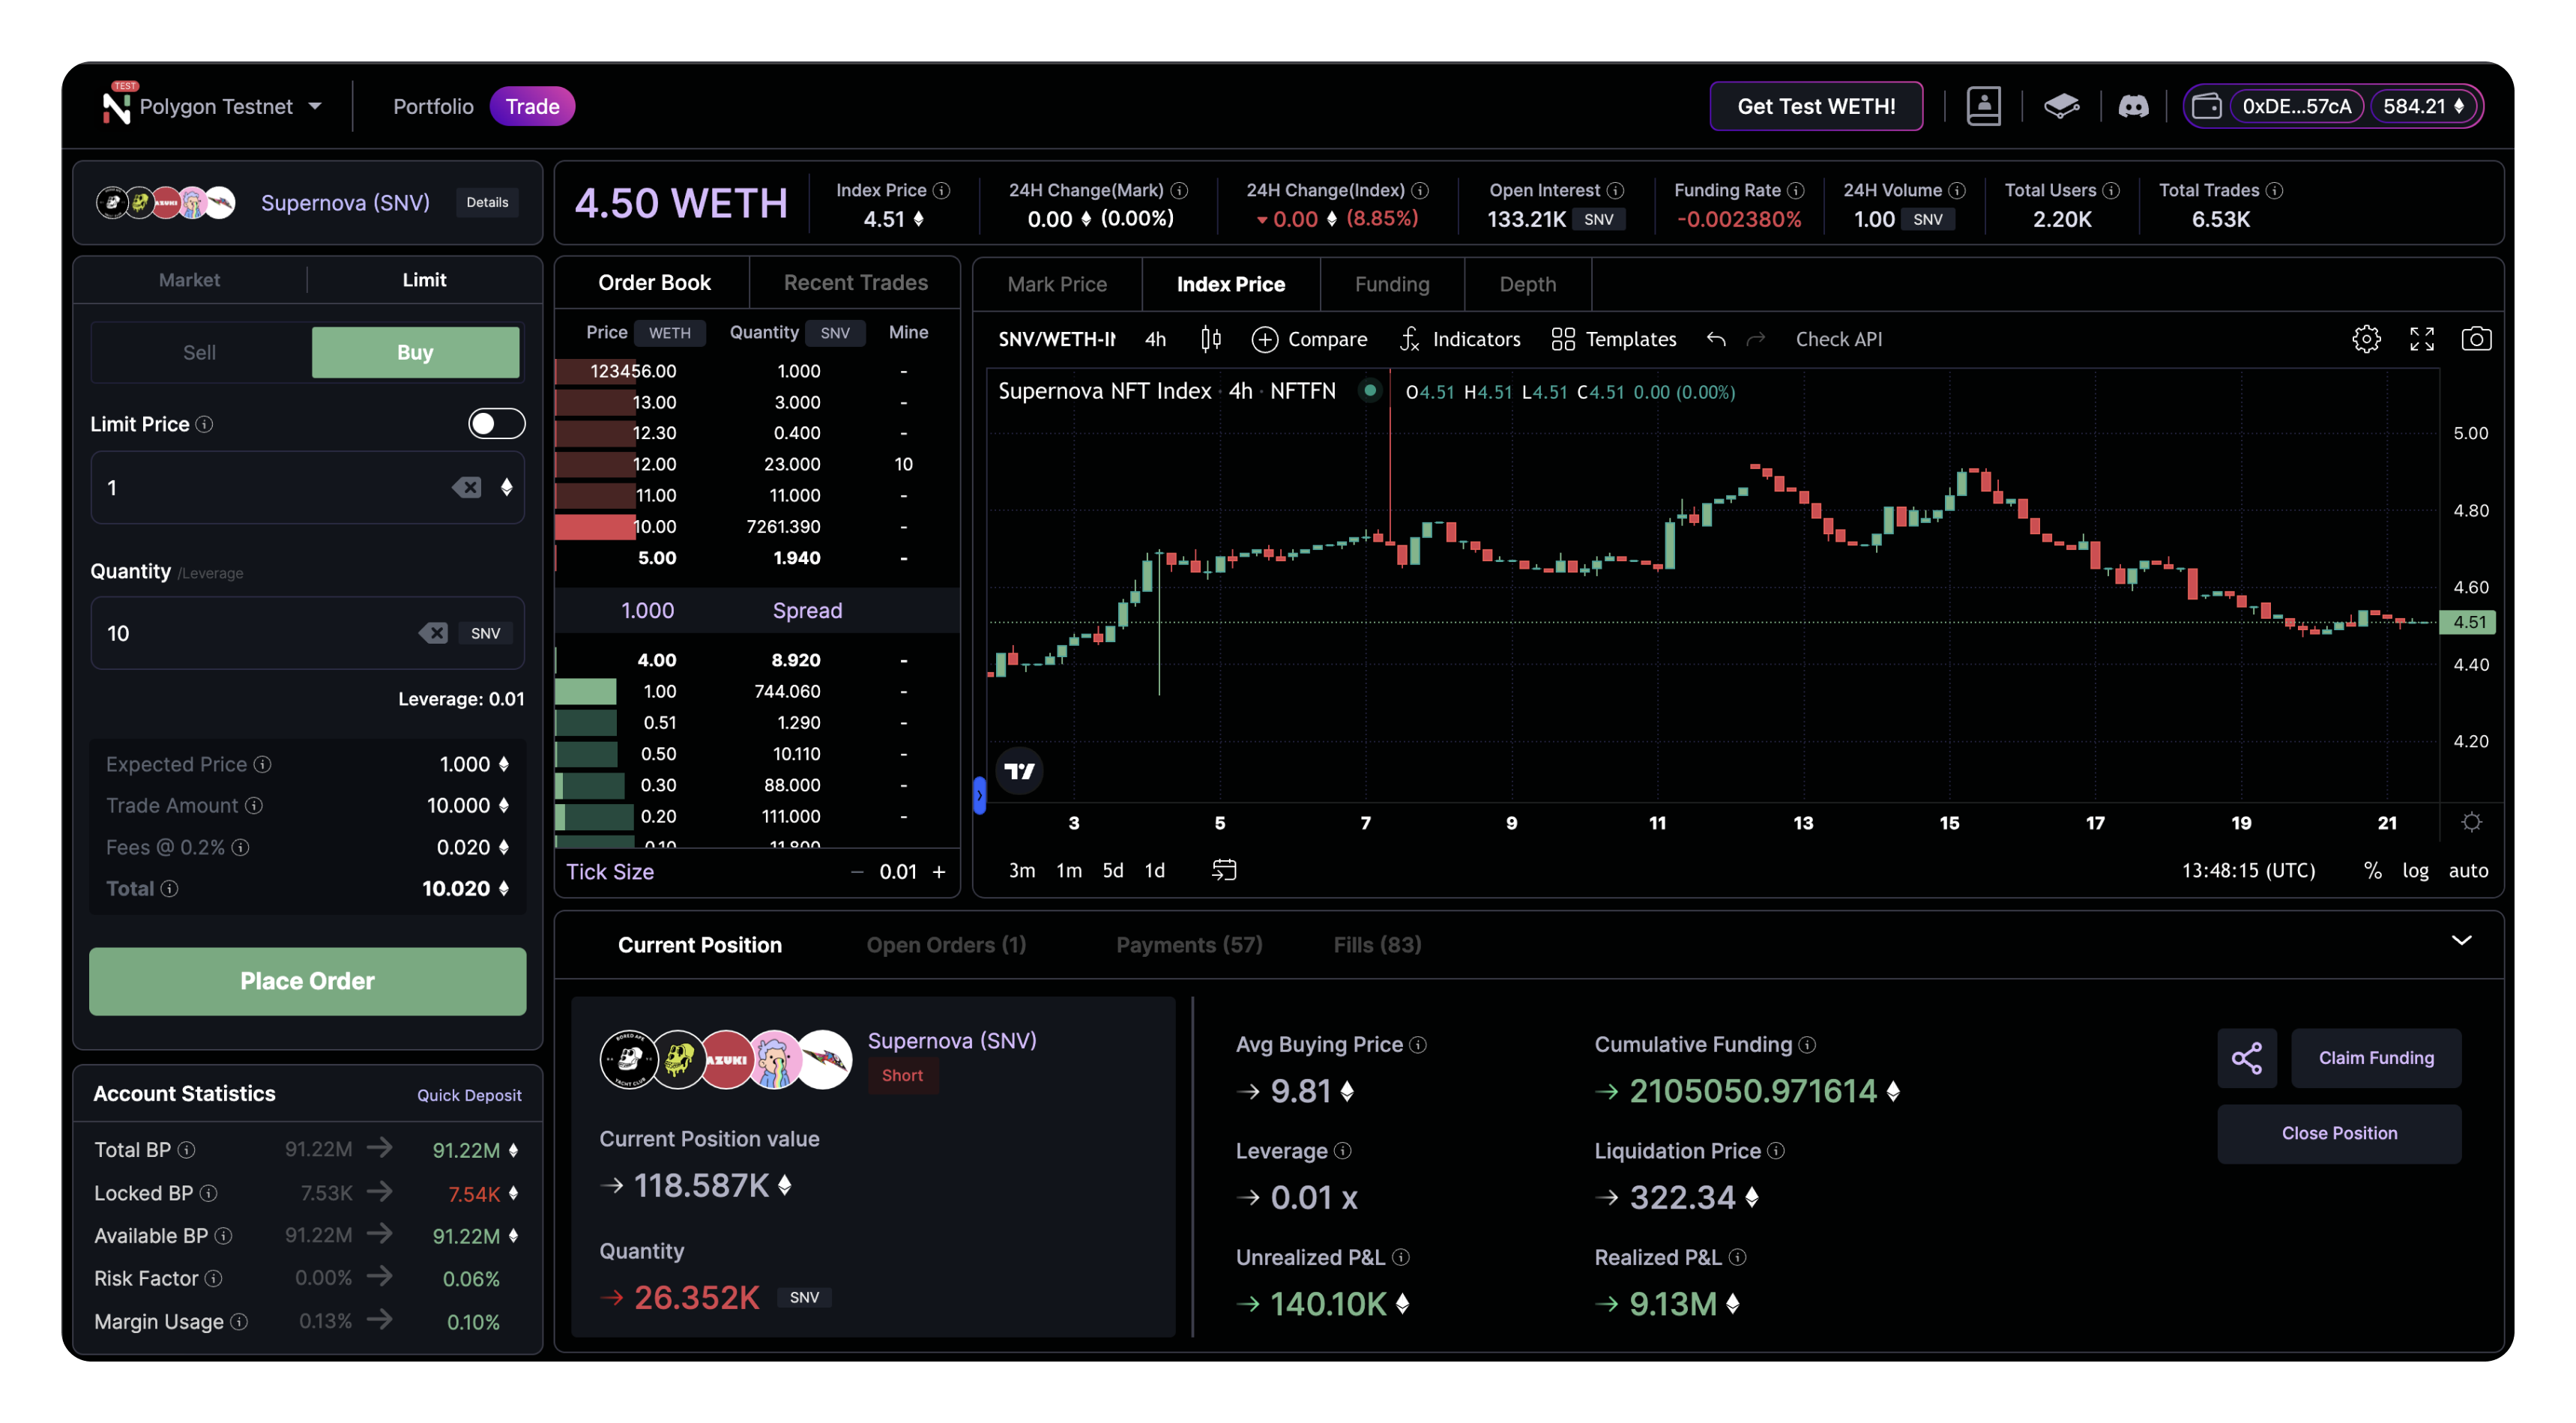 TEST
Polygon Testnet
Portfolio
Trade
Get Test WETH!
0xDE...57cA
584.21
Supernova (SNV)
Details
4.50 WETH
Index Price
4.51
24H Change(Mark)
0.00 (0.00%)
24H Change(Index)
0.00 (8.85%)
Open Interest
133.21K SNV
Funding Rate
-0.002380%
24H Volume
1.00 SNV
Total Users
2.20K
Total Trades
6.53K
Market
Limit
Sell
Buy
Limit Price
1
Quantity /Leverage
10
SNV
Leverage: 0.01
Expected Price 1.000
Trade Amount 10.000
Fees @ 0.2% 0.020
Total 10.020
Place Order
Account Statistics
Quick Deposit
Total BP 91.22M 91.22M
Locked BP 7.53K 7.54K
Available BP 91.22M 91.22M
Risk Factor 0.00% 0.06%
Margin Usage 0.13% 0.10%
Order Book
Recent Trades
Price WETH Quantity SNV Mine
123456.00 1.000 -
13.00 3.000 -
12.30 0.400 -
12.00 23.000 10
11.00 11.000 -
10.00 7261.390 -
5.00 1.940 -
1.000 Spread
4.00 8.920 -
1.00 744.060 -
0.51 1.290 -
0.50 10.110 -
0.30 88.000 -
0.20 111.000 -
0.10 11.800
Tick Size − 0.01 +
Mark Price
Index Price
Funding
Depth
SNV/WETH-IN
4h
Compare
Indicators
Templates
Check API
Supernova NFT Index · 4h · NFTFN
O4.51 H4.51 L4.51 C4.51 0.00 (0.00%)
5.00
4.80
4.60
4.51
4.40
4.20
3 5 7 9 11 13 15 17 19 21
3m 1m 5d 1d
13:48:15 (UTC)
% log auto
Current Position
Open Orders (1)
Payments (57)
Fills (83)
BORED APE
YACHT CLUB
AZUKI
Supernova (SNV)
Short
Current Position value
118.587K
Quantity
26.352K SNV
Avg Buying Price
9.81
Leverage
0.01 x
Unrealized P&L
140.10K
Cumulative Funding
2105050.971614
Liquidation Price
322.34
Realized P&L
9.13M
Claim Funding
Close Position